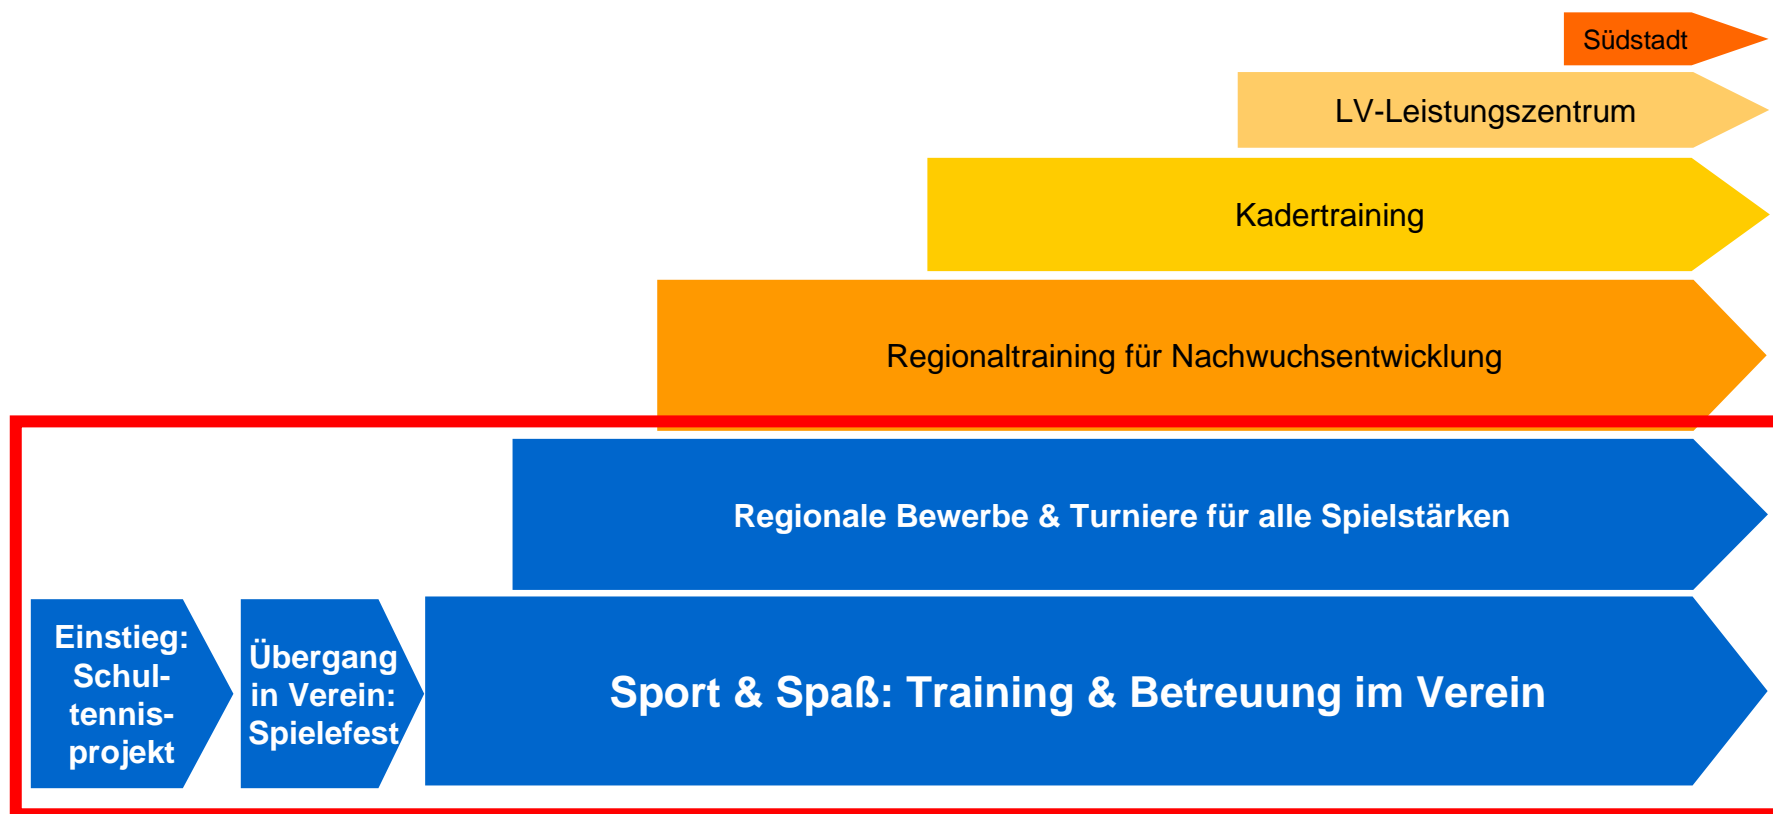 Südstadt
LV-Leistungszentrum
Kadertraining
Regionaltraining für Nachwuchsentwicklung
Regionale Bewerbe & Turniere für alle Spielstärken
Einstieg:
Schul-
tennis-
projekt
Übergang
in Verein:
Spielefest
Sport & Spaß: Training & Betreuung im Verein